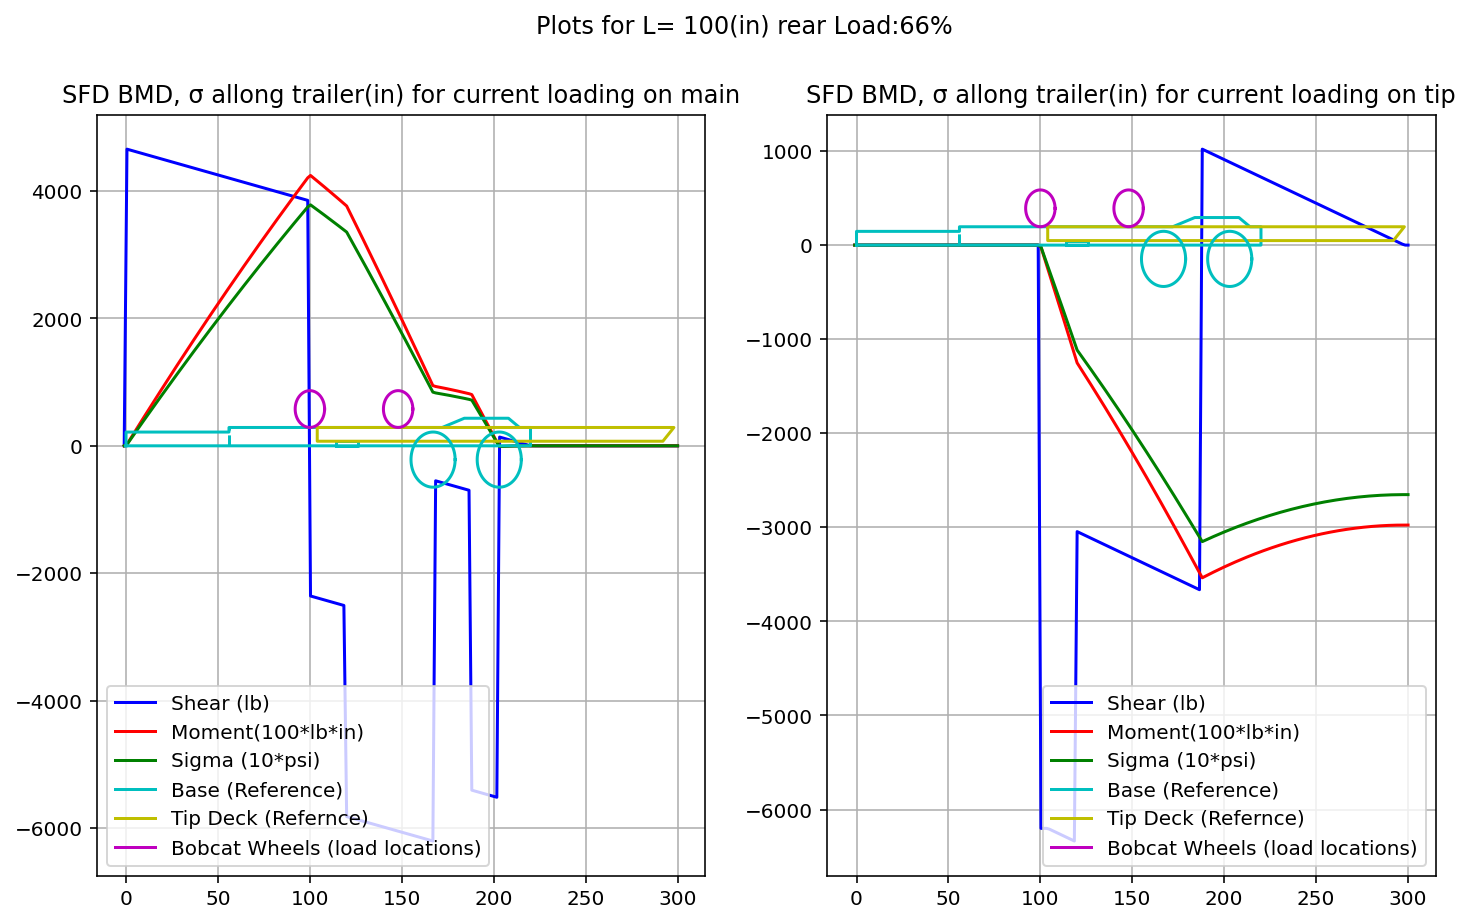 Plots for L= 100(in) rear Load:66%
SFD BMD, σ allong trailer(in) for current loading on main
4000
2000
0
−2000
−4000
−6000
Shear (lb)
Moment(100*lb*in)
Sigma (10*psi)
Base (Reference)
Tip Deck (Refernce)
Bobcat Wheels (load locations)
0 50 100 150 200 250 300
SFD BMD, σ allong trailer(in) for current loading on tip
1000
0
−1000
−2000
−3000
−4000
−5000
−6000
Shear (lb)
Moment(100*lb*in)
Sigma (10*psi)
Base (Reference)
Tip Deck (Refernce)
Bobcat Wheels (load locations)
0 50 100 150 200 250 300